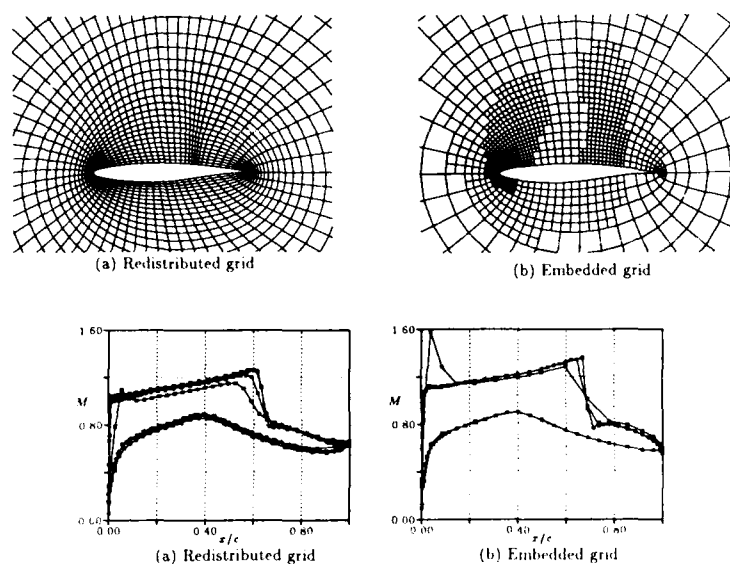 (a) Redistributed grid
(b) Embedded grid
1 60
M
0.80
0.00
0.00
0.40
0.80
x/c
(a) Redistributed grid
1.60
M
0.80
0.00
0.00
0.40
0.80
x/c
(b) Embedded grid